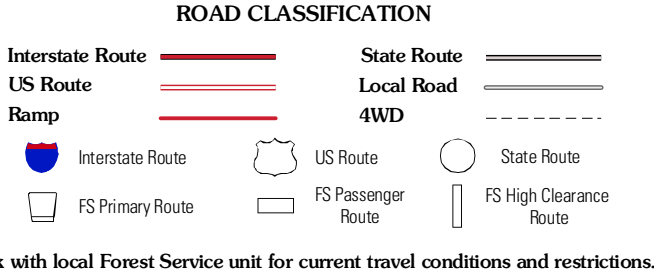 ROAD CLASSIFICATION
Interstate Route
State Route
US Route
Local Road
Ramp
4WD
Interstate Route
US Route
State Route
FS Primary Route
FS Passenger
Route
FS High Clearance
Route
with local Forest Service unit for current travel conditions and restrictions.